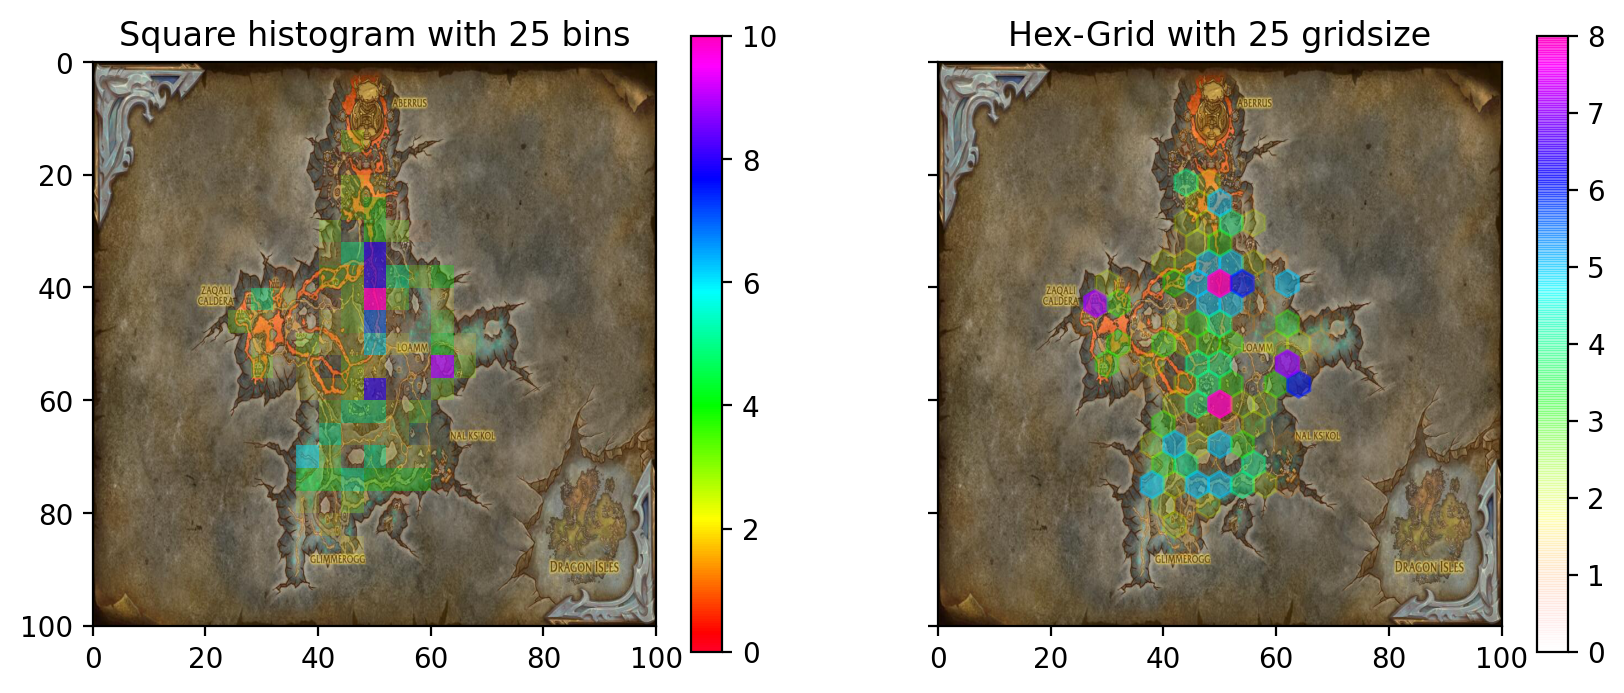 Square histogram with 25 bins
0
20
40
60
80
100
0
20
40
60
80
100
ABERRUS
ZAQALI
CALDERA
LOAMM
NAL KS'KOL
GLIMMEROGG
DRAGON ISLES
10
8
6
4
2
0
Hex-Grid with 25 gridsize
0
20
40
60
80
100
ABERRUS
ZAQALI
CALDERA
LOAMM
NAL KS'KOL
GLIMMEROGG
DRAGON ISLES
8
7
6
5
4
3
2
1
0